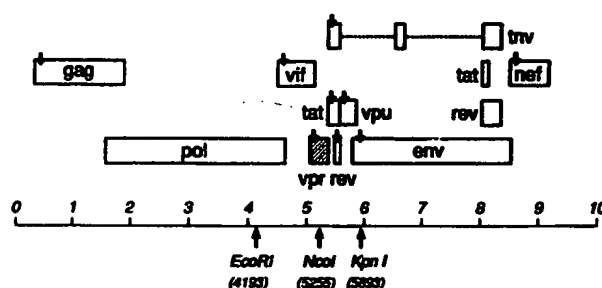 tnv
gag
vif
tat
nef
tat
vpu
rev
pol
env
vpr rev
0 1 2 3 4 5 6 7 8 9 10
EcoRI NcoI Kpn I
(4193) (5255) (5893)